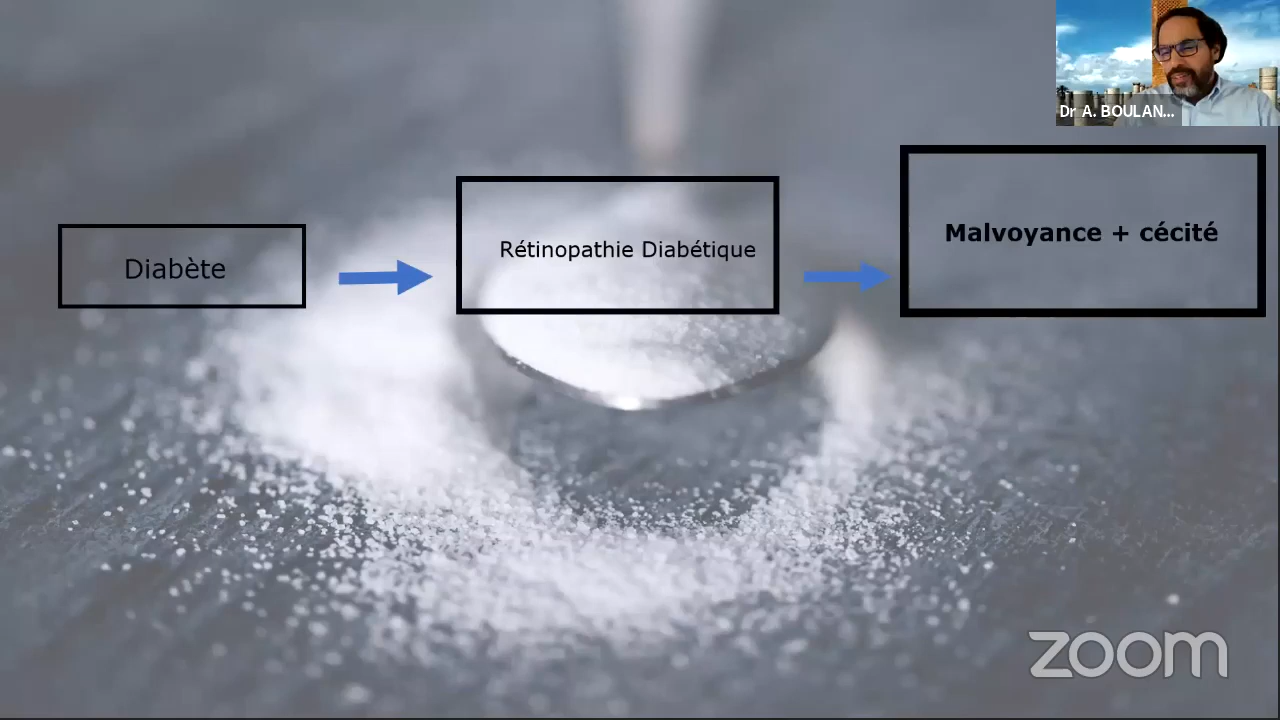 Dr A. BOULAN...
Diabète
Rétinopathie Diabétique
Malvoyance + cécité
zoom